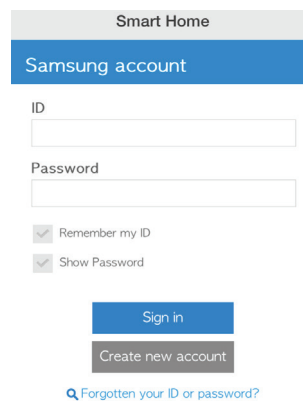 Smart Home
Samsung account
ID
Password
Remember my ID
Show Password
Sign in
Create new account
Forgotten your ID or password?